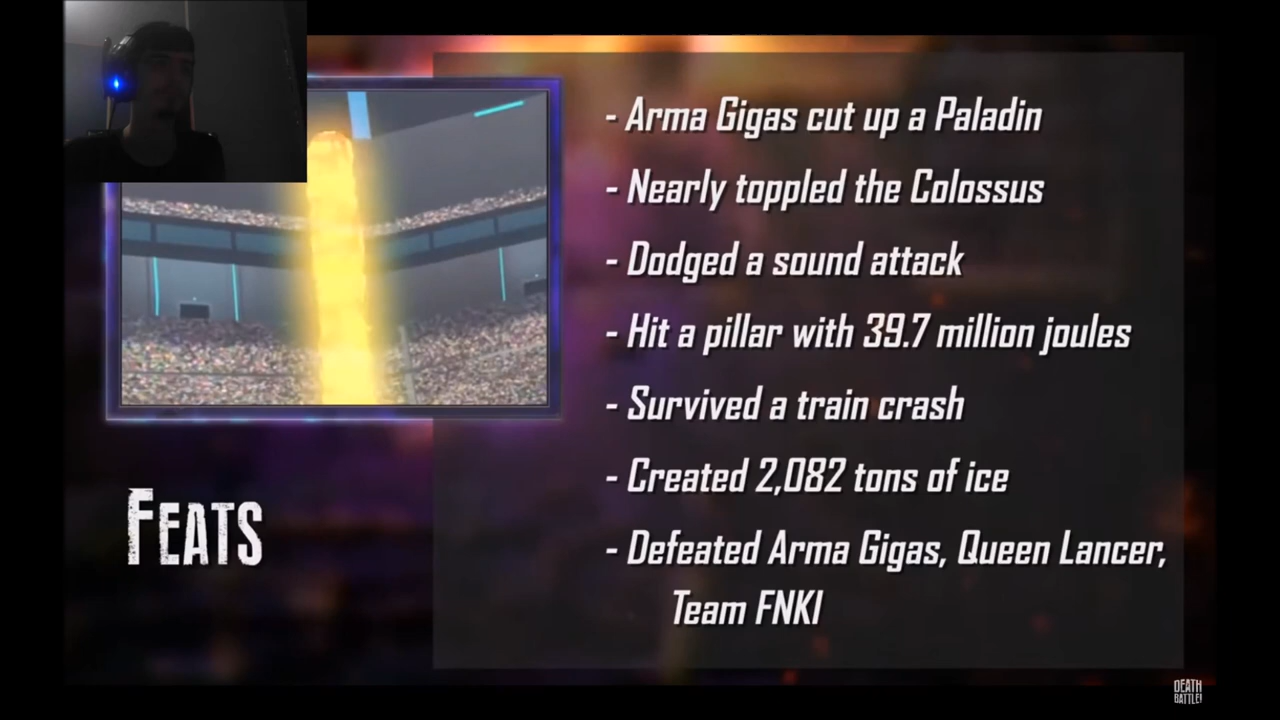 - Arma Gigas cut up a Paladin
- Nearly toppled the Colossus
- Dodged a sound attack
- Hit a pillar with 39.7 million joules
- Survived a train crash
- Created 2,082 tons of ice
- Defeated Arma Gigas, Queen Lancer,
Team FNKI
FEATS
DEATH
BATTLE!